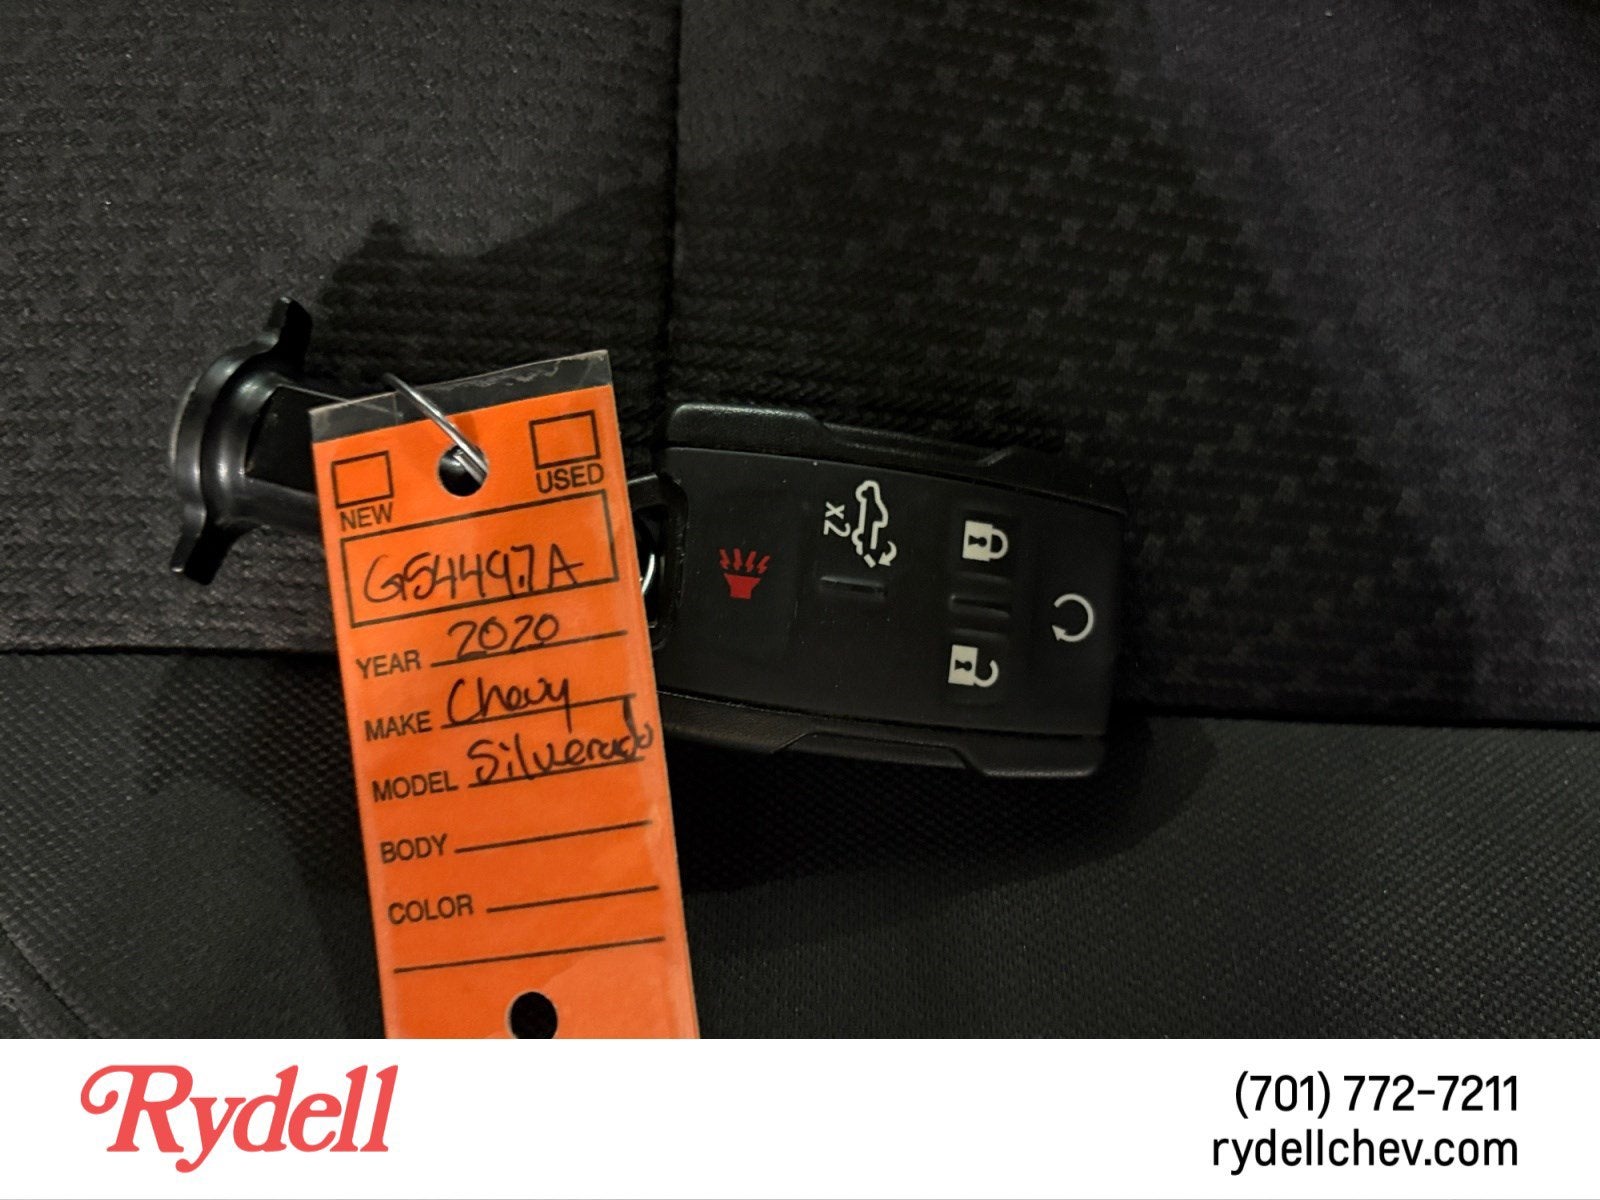 NEW
USED
G54497A
YEAR 2020
MAKE Chevy
MODEL Silverado
BODY
COLOR
X2
Rydell
(701) 772-7211
rydellchev.com